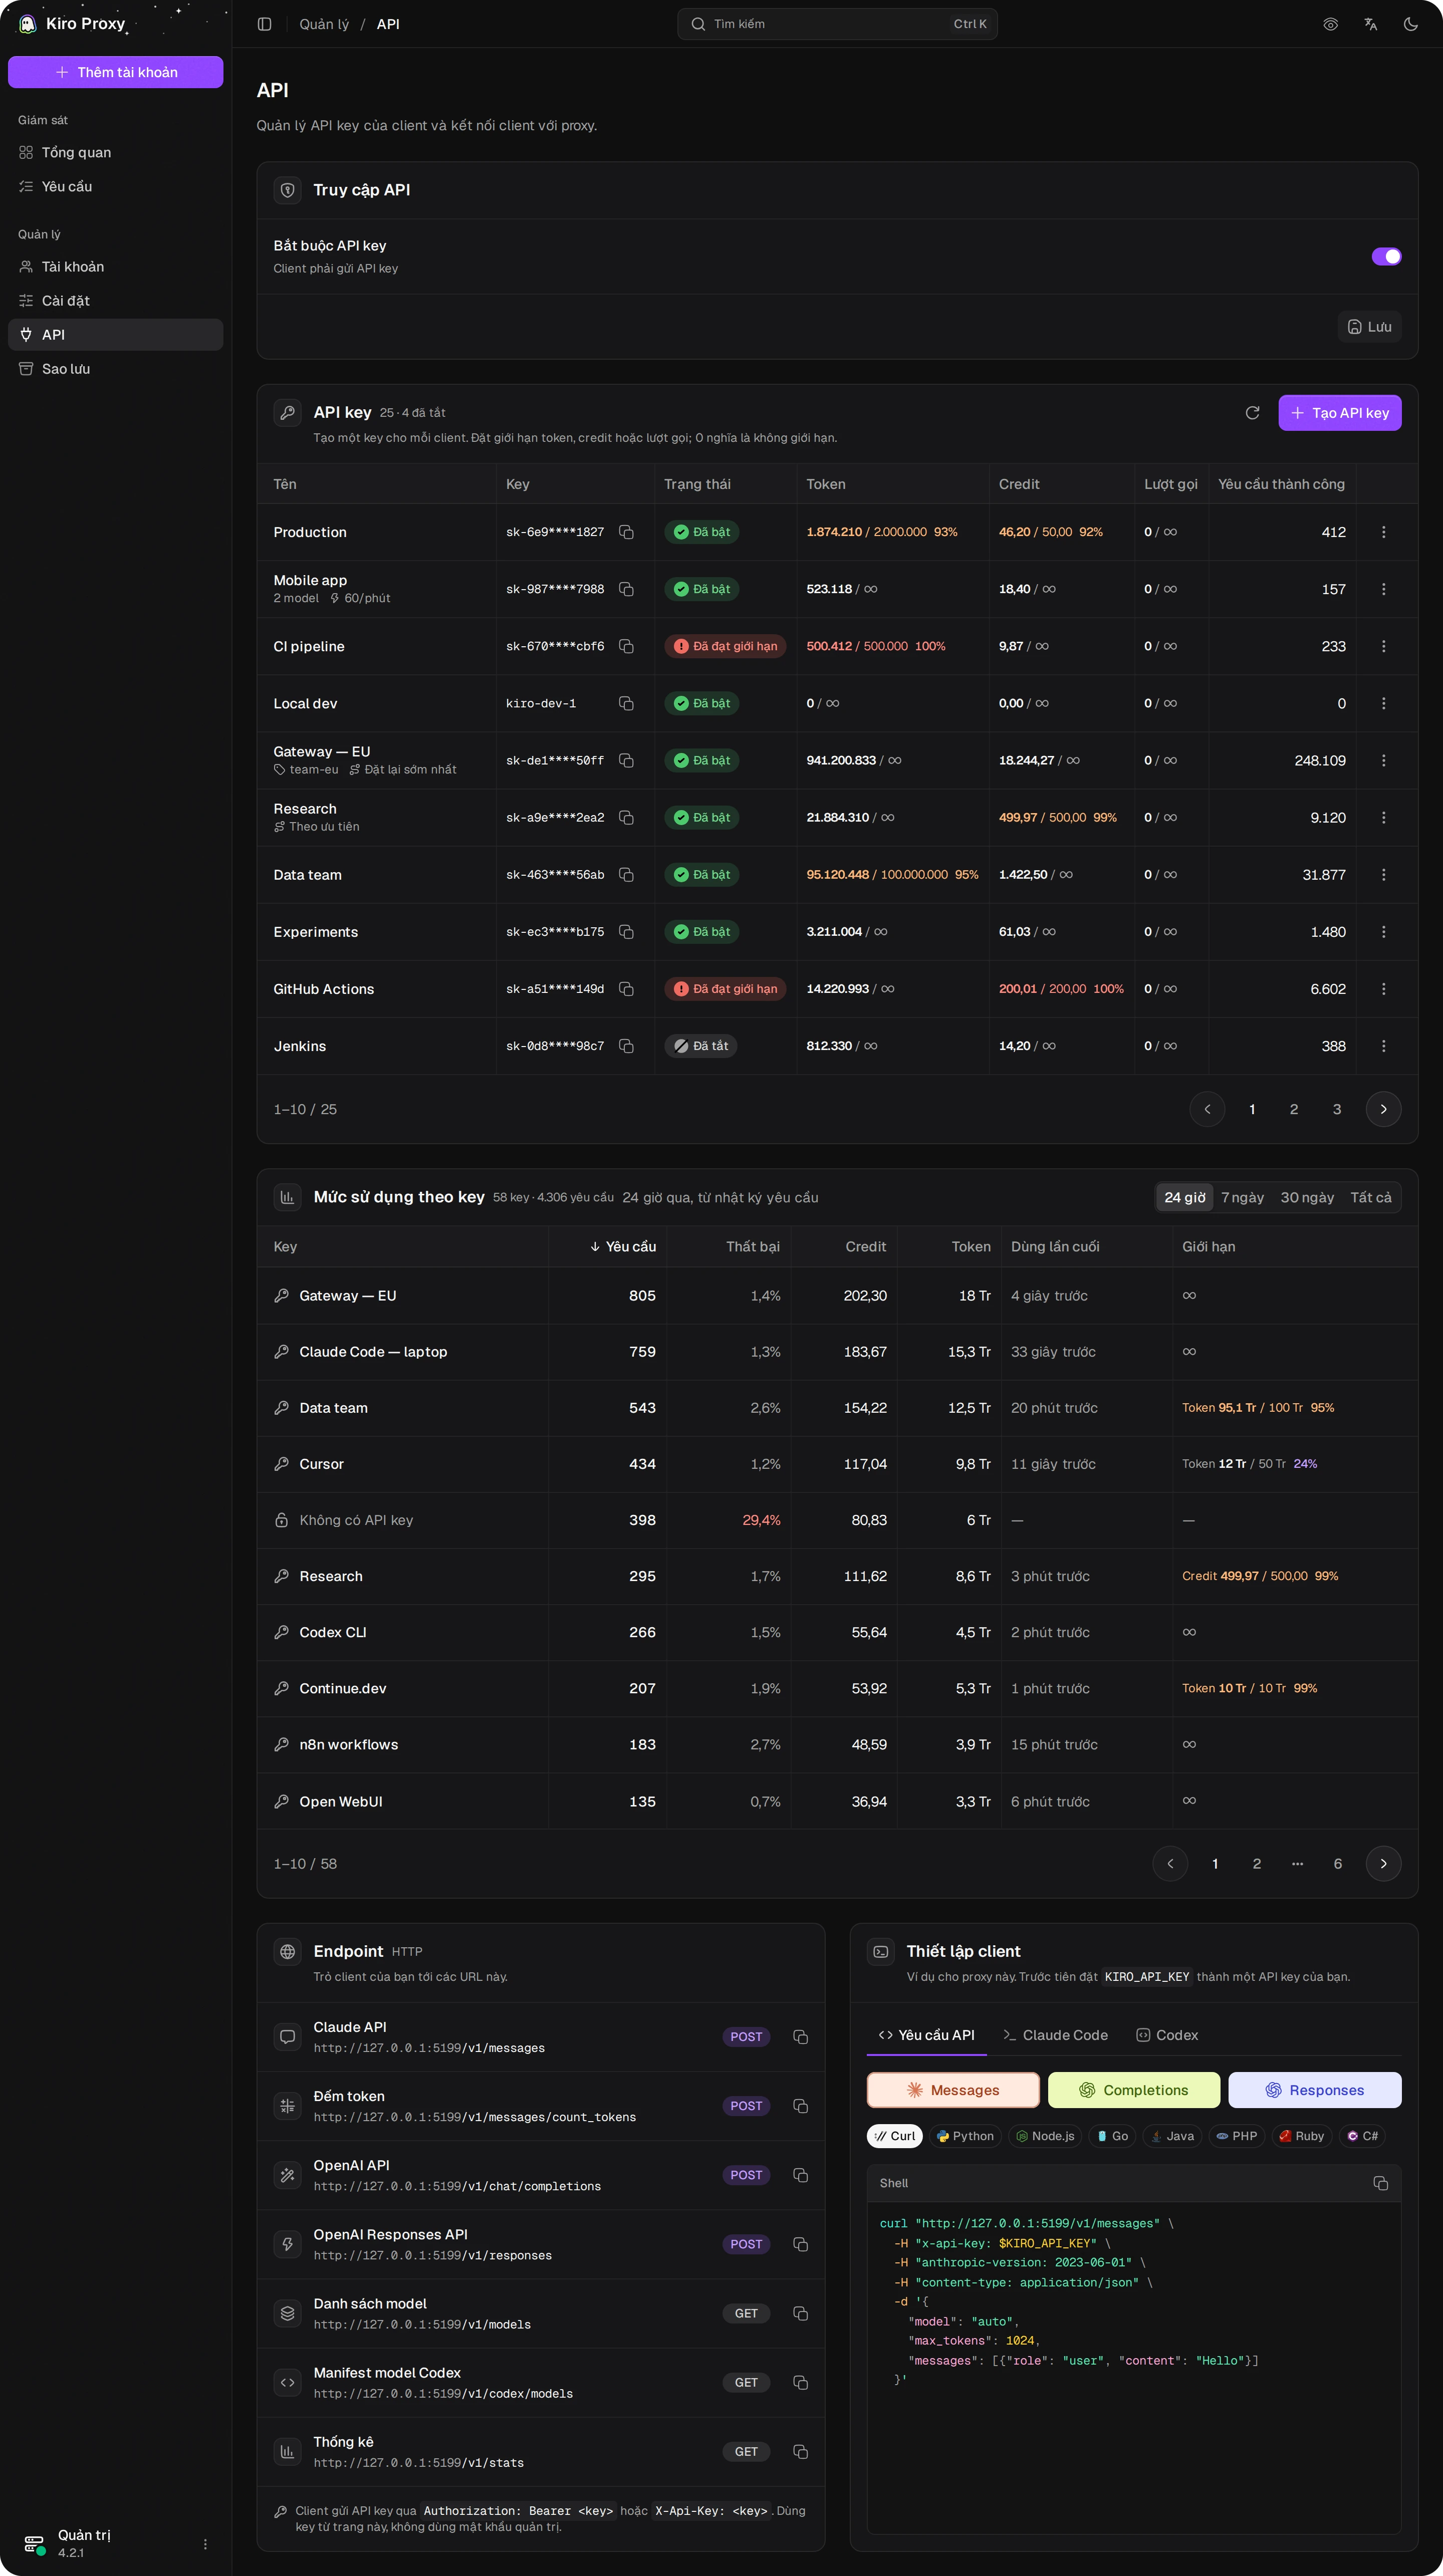 Kiro Proxy
Quản lý / API
Tìm kiếm
Ctrl K
Thêm tài khoản
Giám sát
Tổng quan
Yêu cầu
Quản lý
Tài khoản
Cài đặt
API
Sao lưu
API
Quản lý API key của client và kết nối client với proxy.
Truy cập API
Bắt buộc API key
Client phải gửi API key
Lưu
API key 25 · 4 đã tắt
Tạo API key
Tạo một key cho mỗi client. Đặt giới hạn token, credit hoặc lượt gọi; 0 nghĩa là không giới hạn.
Tên Key Trạng thái Token Credit Lượt gọi Yêu cầu thành công
Production sk-6e9****1827 Đã bật 1.874.210 / 2.000.000 93% 46,20 / 50,00 92% 0 / ∞ 412
Mobile app
2 model 60/phút
sk-987****7988 Đã bật 523.118 / ∞ 18,40 / ∞ 0 / ∞ 157
CI pipeline sk-670****cbf6 Đã đạt giới hạn 500.412 / 500.000 100% 9,87 / ∞ 0 / ∞ 233
Local dev kiro-dev-1 Đã bật 0 / ∞ 0,00 / ∞ 0 / ∞ 0
Gateway — EU
team-eu Đặt lại sớm nhất
sk-de1****50ff Đã bật 941.200.833 / ∞ 18.244,27 / ∞ 0 / ∞ 248.109
Research
Theo ưu tiên
sk-a9e****2ea2 Đã bật 21.884.310 / ∞ 499,97 / 500,00 99% 0 / ∞ 9.120
Data team sk-463****56ab Đã bật 95.120.448 / 100.000.000 95% 1.422,50 / ∞ 0 / ∞ 31.877
Experiments sk-ec3****b175 Đã bật 3.211.004 / ∞ 61,03 / ∞ 0 / ∞ 1.480
GitHub Actions sk-a51****149d Đã đạt giới hạn 14.220.993 / ∞ 200,01 / 200,00 100% 0 / ∞ 6.602
Jenkins sk-0d8****98c7 Đã tắt 812.330 / ∞ 14,20 / ∞ 0 / ∞ 388
1–10 / 25
1 2 3
Mức sử dụng theo key 58 key · 4.306 yêu cầu 24 giờ qua, từ nhật ký yêu cầu
24 giờ 7 ngày 30 ngày Tất cả
Key ↓ Yêu cầu Thất bại Credit Token Dùng lần cuối Giới hạn
Gateway — EU 805 1,4% 202,30 18 Tr 4 giây trước ∞
Claude Code — laptop 759 1,3% 183,67 15,3 Tr 33 giây trước ∞
Data team 543 2,6% 154,22 12,5 Tr 20 phút trước Token 95,1 Tr / 100 Tr 95%
Cursor 434 1,2% 117,04 9,8 Tr 11 giây trước Token 12 Tr / 50 Tr 24%
Không có API key 398 29,4% 80,83 6 Tr — —
Research 295 1,7% 111,62 8,6 Tr 3 phút trước Credit 499,97 / 500,00 99%
Codex CLI 266 1,5% 55,64 4,5 Tr 2 phút trước ∞
Continue.dev 207 1,9% 53,92 5,3 Tr 1 phút trước Token 10 Tr / 10 Tr 99%
n8n workflows 183 2,7% 48,59 3,9 Tr 15 phút trước ∞
Open WebUI 135 0,7% 36,94 3,3 Tr 6 phút trước ∞
1–10 / 58
1 2 ••• 6
Endpoint HTTP
Trỏ client của bạn tới các URL này.
Claude API
http://127.0.0.1:5199/v1/messages
POST
Đếm token
http://127.0.0.1:5199/v1/messages/count_tokens
POST
OpenAI API
http://127.0.0.1:5199/v1/chat/completions
POST
OpenAI Responses API
http://127.0.0.1:5199/v1/responses
POST
Danh sách model
http://127.0.0.1:5199/v1/models
GET
Manifest model Codex
http://127.0.0.1:5199/v1/codex/models
GET
Thống kê
http://127.0.0.1:5199/v1/stats
GET
Client gửi API key qua Authorization: Bearer <key> hoặc X-Api-Key: <key>. Dùng
key từ trang này, không dùng mật khẩu quản trị.
Thiết lập client
Ví dụ cho proxy này. Trước tiên đặt KIRO_API_KEY thành một API key của bạn.
Yêu cầu API Claude Code Codex
Messages Completions Responses
Curl Python Node.js Go Java PHP Ruby C#
Shell
curl "http://127.0.0.1:5199/v1/messages" \
-H "x-api-key: $KIRO_API_KEY" \
-H "anthropic-version: 2023-06-01" \
-H "content-type: application/json" \
-d '{
"model": "auto",
"max_tokens": 1024,
"messages": [{"role": "user", "content": "Hello"}]
}'
Quản trị
4.2.1